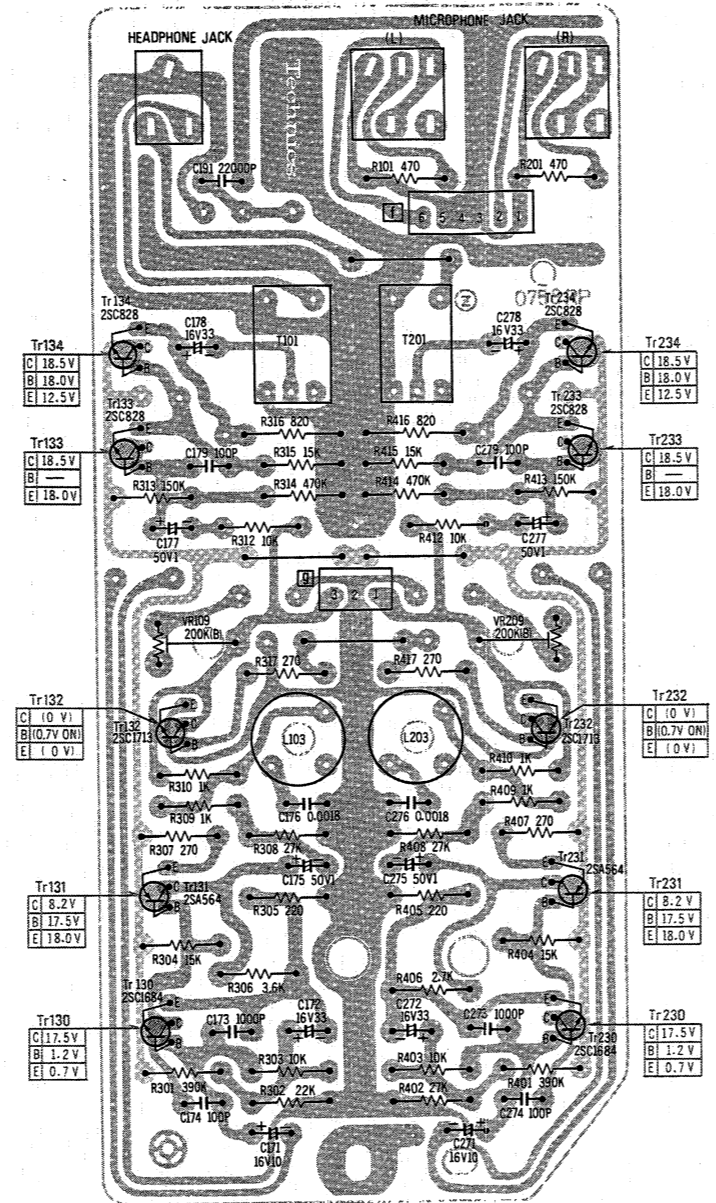 MICROPHONE JACK
HEADPHONE JACK
(L)
(R)
Technics
C191 22000P
R101 470
R201 470
f
6 5 4 3 2 1
Tr134
2SC828
C178
16V33
T101
T201
C278
16V33
Tr234
2SC828
Tr134
C 18.5V
B 18.0V
E 12.5V
E
C
B
E
C
B
Tr234
C 18.5V
B 18.0V
E 12.5V
Tr133
2SC828
R316 820
R416 820
Tr233
2SC828
Tr133
C 18.5V
B —
E 18.0V
E
C
B
C179 100P
R315 15K
R415 15K
C279 100P
E
C
B
Tr233
C 18.5V
B —
E 18.0V
R313 150K
R314 470K
R414 470K
R413 150K
C177
50V1
R312 10K
R412 10K
C277
50V1
g
3 2 1
VR109
200K(B)
VR209
200K(B)
R317 270
R417 270
Tr132
C (0 V)
B (0.7V ON)
E (0V)
Tr132
2SC1713
E
C
B
L103
L203
E
C
B
Tr232
2SC1713
Tr232
C (0 V)
B (0.7V ON)
E (0V)
R310 1K
R410 1K
R309 1K
C176 0.0018
C276 0.0018
R409 1K
R307 270
R308 27K
R408 27K
R407 270
C175 50V1
C275 50V1
Tr131
C 8.2V
B 17.5V
E 18.0V
E
C
B
Tr131
2SA564
R305 220
R405 220
E
C
B
Tr231
2SA564
Tr231
C 8.2V
B 17.5V
E 18.0V
R304 15K
R404 15K
R306 3.6K
R406 2.7K
Tr130
2SC1684
C173 1000P
C172
16V33
C272
16V33
C273 1000P
Tr230
2SC1684
Tr130
C 17.5V
B 1.2V
E 0.7V
E
C
B
E
C
B
Tr230
C 17.5V
B 1.2V
E 0.7V
R303 10K
R403 10K
R301 390K
R302 22K
R402 27K
R401 390K
C174 100P
C274 100P
C171
16V10
C271
16V10